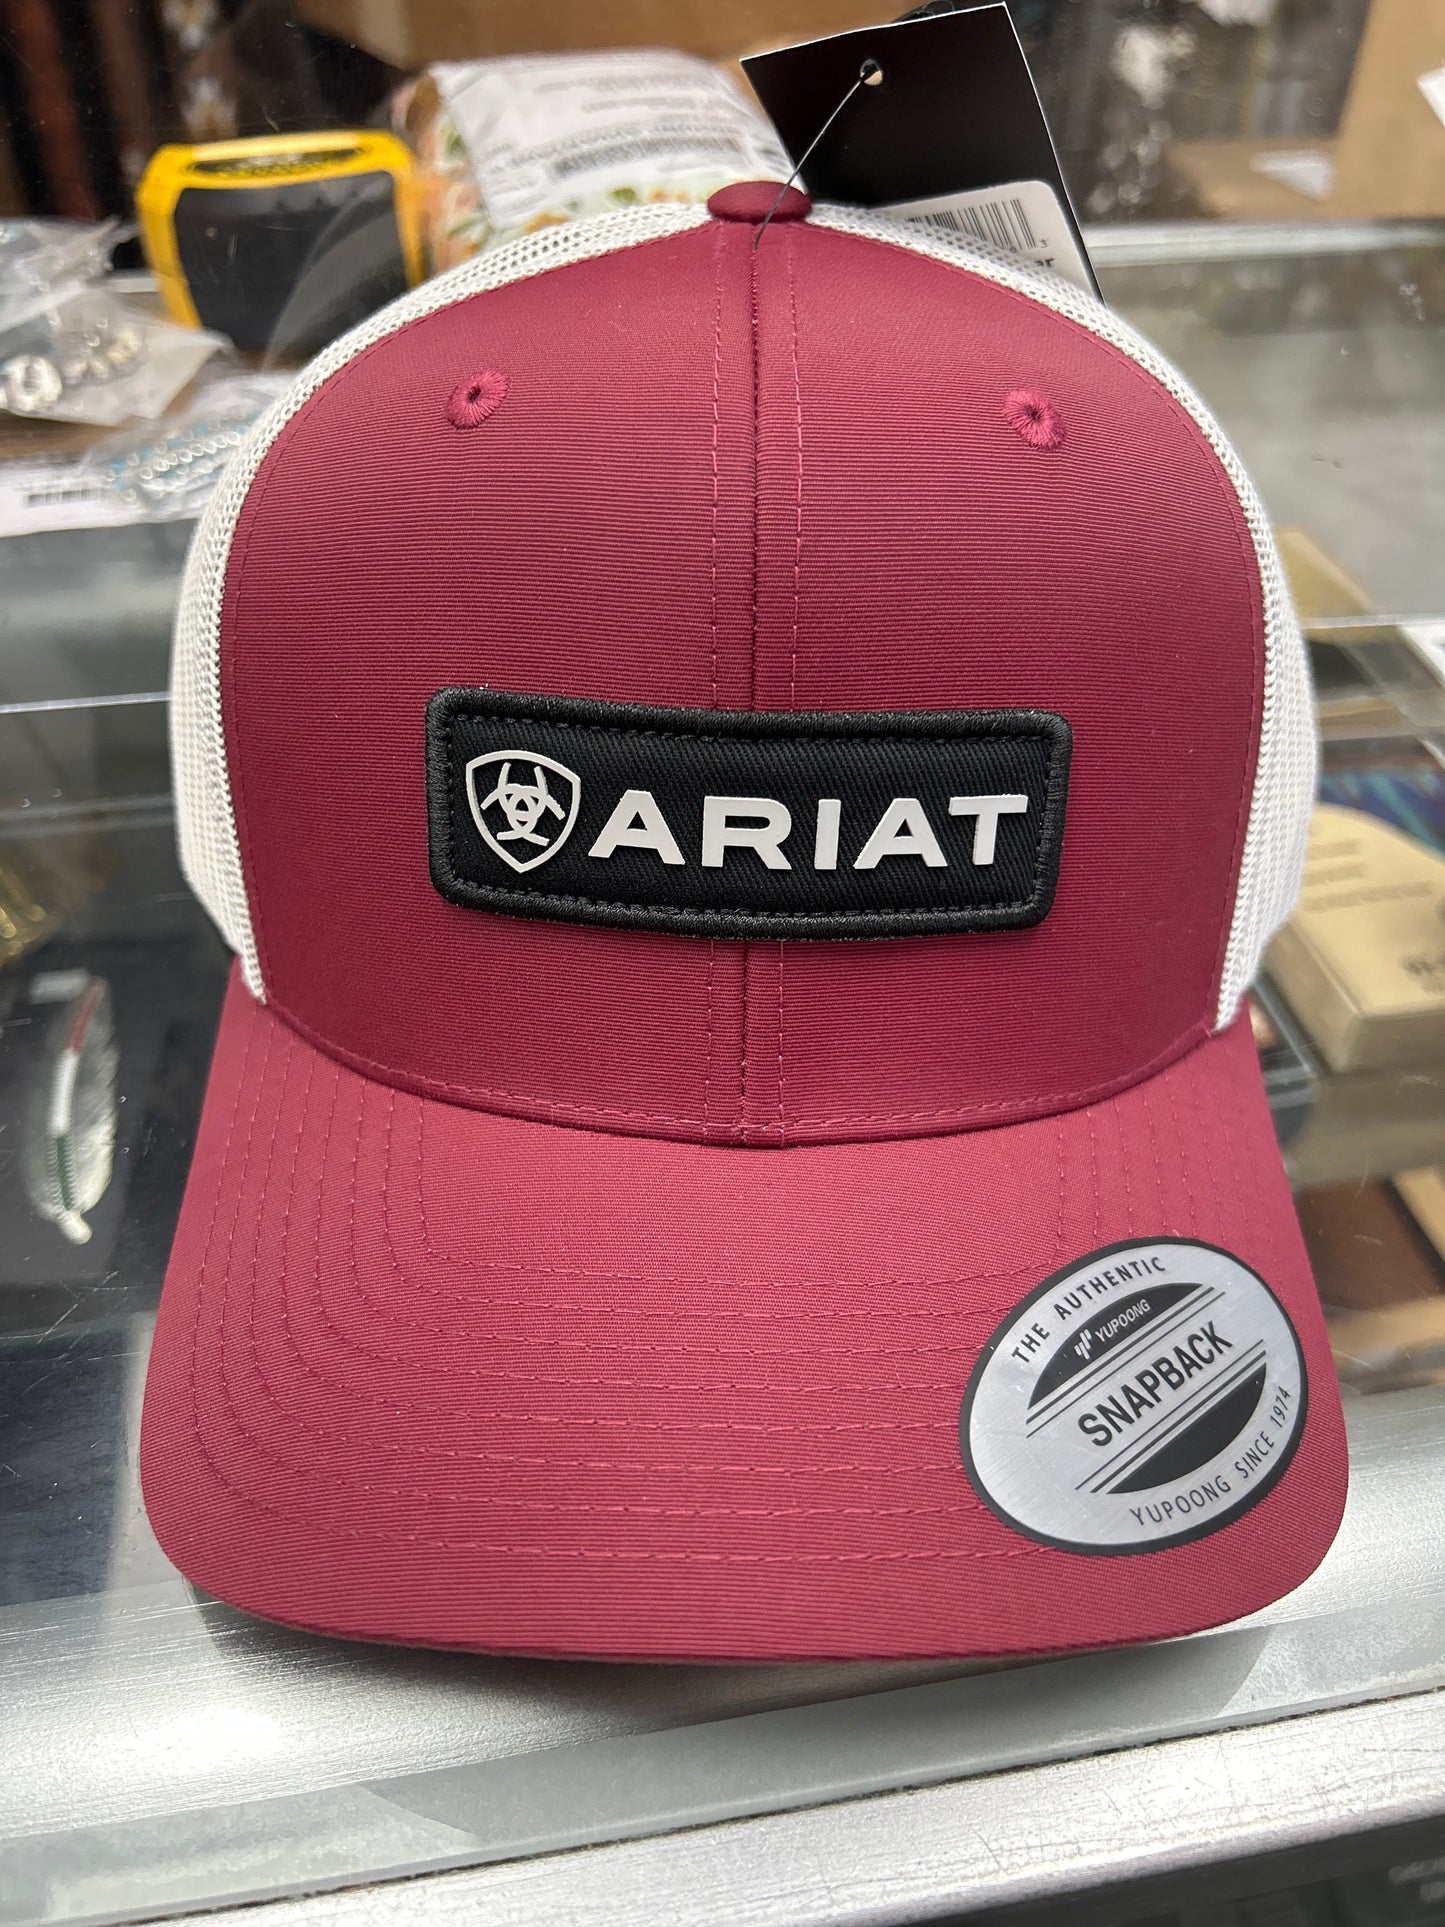 ARIAT
THE AUTHENTIC
YUPOONG
SNAPBACK
YUPOONG SINCE 1974